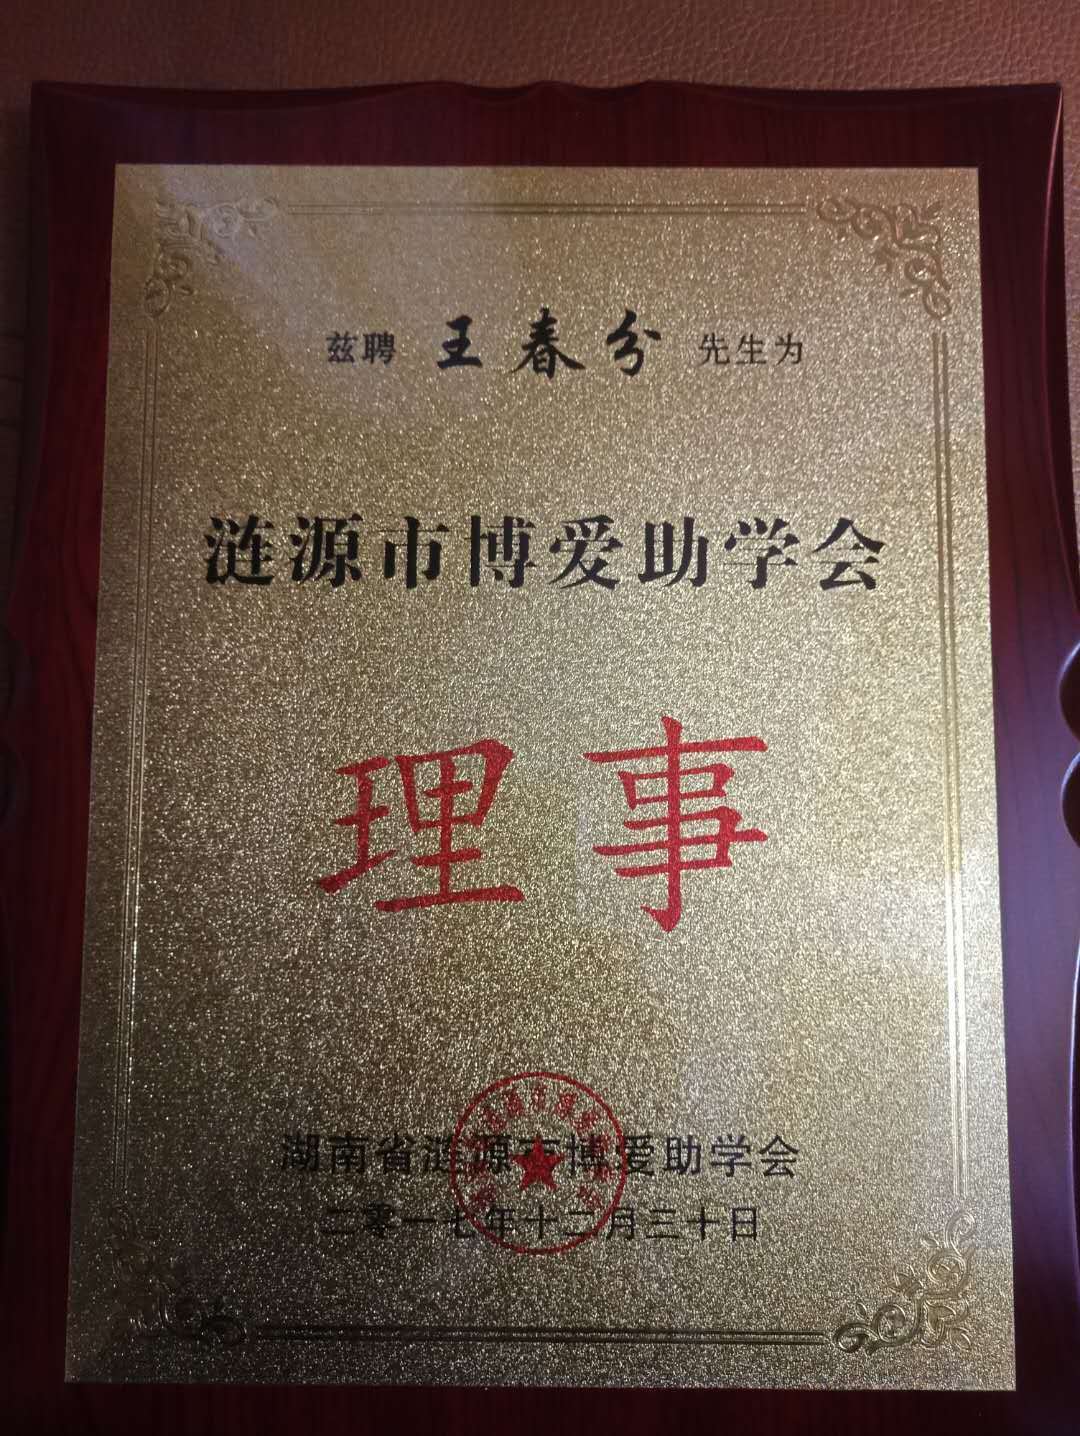 兹聘 王春分 先生为
涟源市博爱助学会
理事
湖南省涟源市博爱助学会
二零一七年十二月三十日